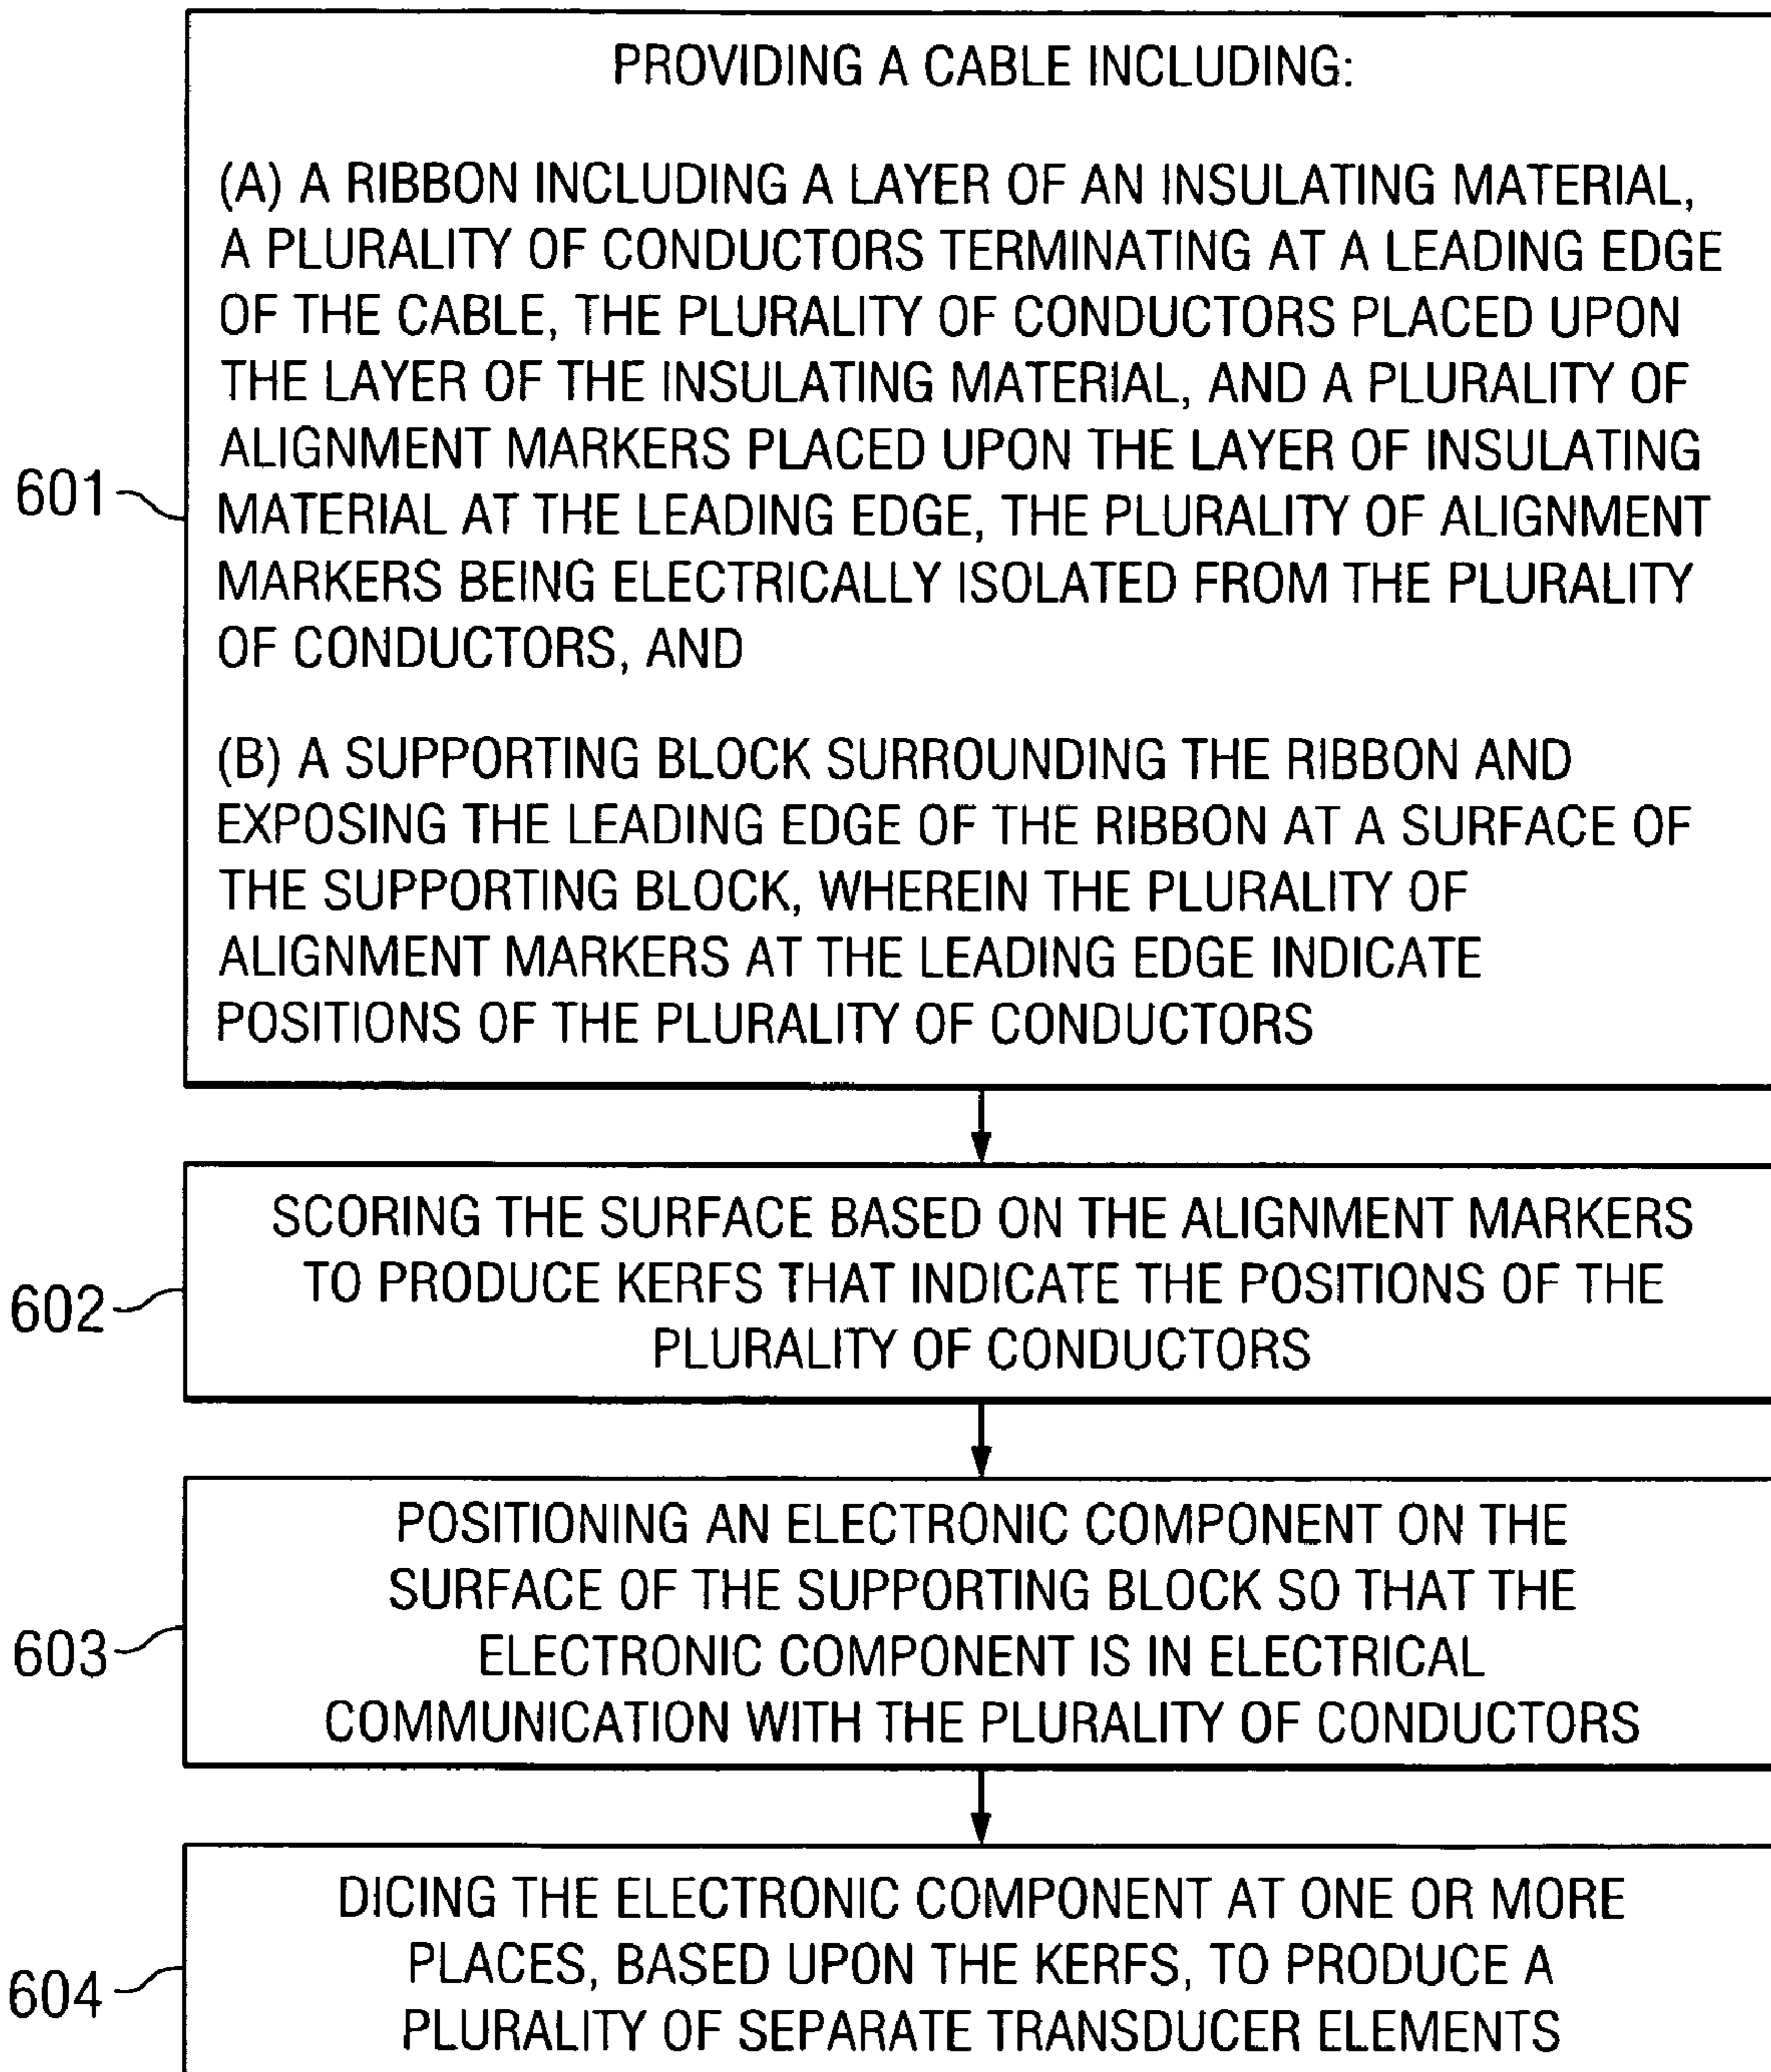 PROVIDING A CABLE INCLUDING:
(A) A RIBBON INCLUDING A LAYER OF AN INSULATING MATERIAL,
A PLURALITY OF CONDUCTORS TERMINATING AT A LEADING EDGE
OF THE CABLE, THE PLURALITY OF CONDUCTORS PLACED UPON
THE LAYER OF THE INSULATING MATERIAL, AND A PLURALITY OF
ALIGNMENT MARKERS PLACED UPON THE LAYER OF INSULATING
MATERIAL AT THE LEADING EDGE, THE PLURALITY OF ALIGNMENT
MARKERS BEING ELECTRICALLY ISOLATED FROM THE PLURALITY
OF CONDUCTORS, AND
(B) A SUPPORTING BLOCK SURROUNDING THE RIBBON AND
EXPOSING THE LEADING EDGE OF THE RIBBON AT A SURFACE OF
THE SUPPORTING BLOCK, WHEREIN THE PLURALITY OF
ALIGNMENT MARKERS AT THE LEADING EDGE INDICATE
POSITIONS OF THE PLURALITY OF CONDUCTORS
601
SCORING THE SURFACE BASED ON THE ALIGNMENT MARKERS
TO PRODUCE KERFS THAT INDICATE THE POSITIONS OF THE
PLURALITY OF CONDUCTORS
602
POSITIONING AN ELECTRONIC COMPONENT ON THE
SURFACE OF THE SUPPORTING BLOCK SO THAT THE
ELECTRONIC COMPONENT IS IN ELECTRICAL
COMMUNICATION WITH THE PLURALITY OF CONDUCTORS
603
DICING THE ELECTRONIC COMPONENT AT ONE OR MORE
PLACES, BASED UPON THE KERFS, TO PRODUCE A
PLURALITY OF SEPARATE TRANSDUCER ELEMENTS
604